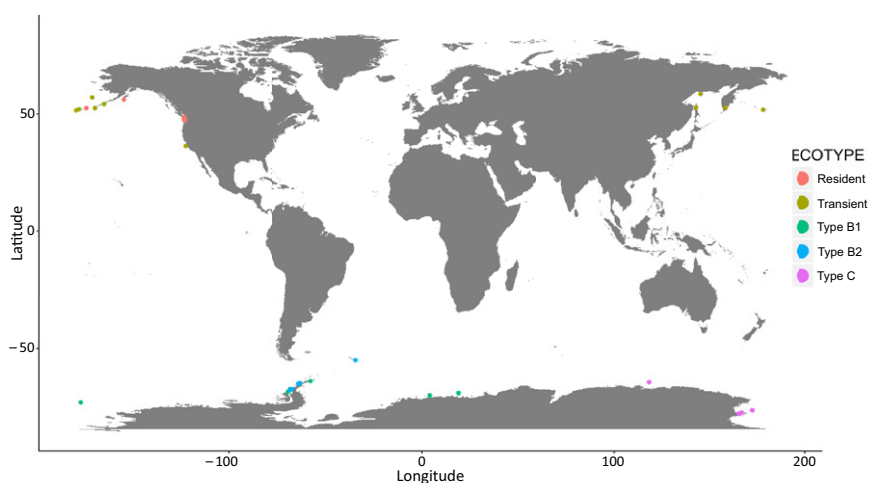 50
0
−50
Latitude
−100
0
100
200
Longitude
ECOTYPE
Resident
Transient
Type B1
Type B2
Type C